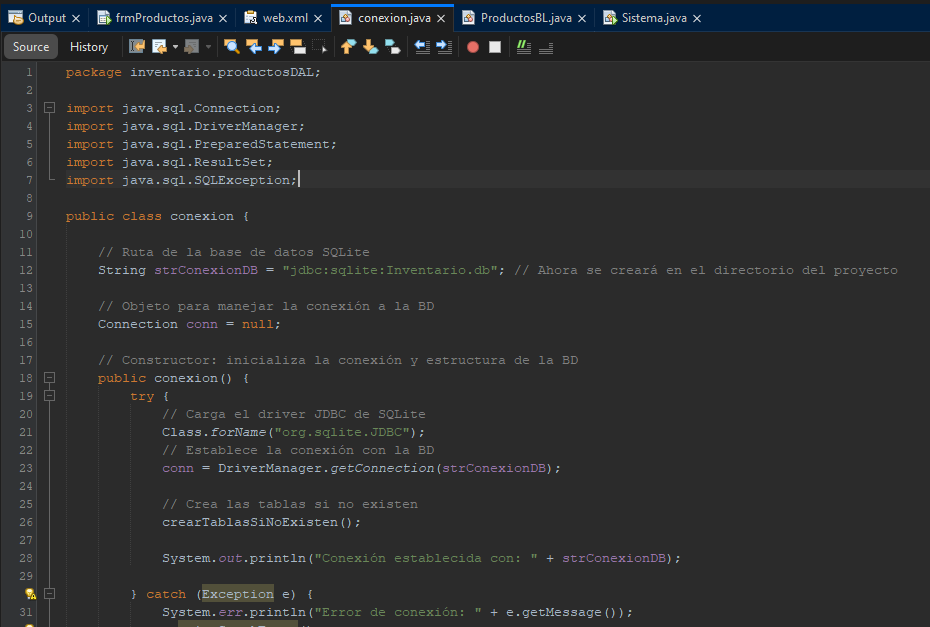 Output frmProductos.java web.xml conexion.java ProductosBL.java Sistema.java
Source History
1 package inventario.productosDAL;
2
3 import java.sql.Connection;
4 import java.sql.DriverManager;
5 import java.sql.PreparedStatement;
6 import java.sql.ResultSet;
7 import java.sql.SQLException;
8
9 public class conexion {
10
11 // Ruta de la base de datos SQLite
12 String strConexionDB = "jdbc:sqlite:Inventario.db"; // Ahora se creará en el directorio del proyecto
13
14 // Objeto para manejar la conexión a la BD
15 Connection conn = null;
16
17 // Constructor: inicializa la conexión y estructura de la BD
18 public conexion() {
19 try {
20 // Carga el driver JDBC de SQLite
21 Class.forName("org.sqlite.JDBC");
22 // Establece la conexión con la BD
23 conn = DriverManager.getConnection(strConexionDB);
24
25 // Crea las tablas si no existen
26 crearTablasSiNoExisten();
27
28 System.out.println("Conexión establecida con: " + strConexionDB);
29
} catch (Exception e) {
31 System.err.println("Error de conexión: " + e.getMessage());